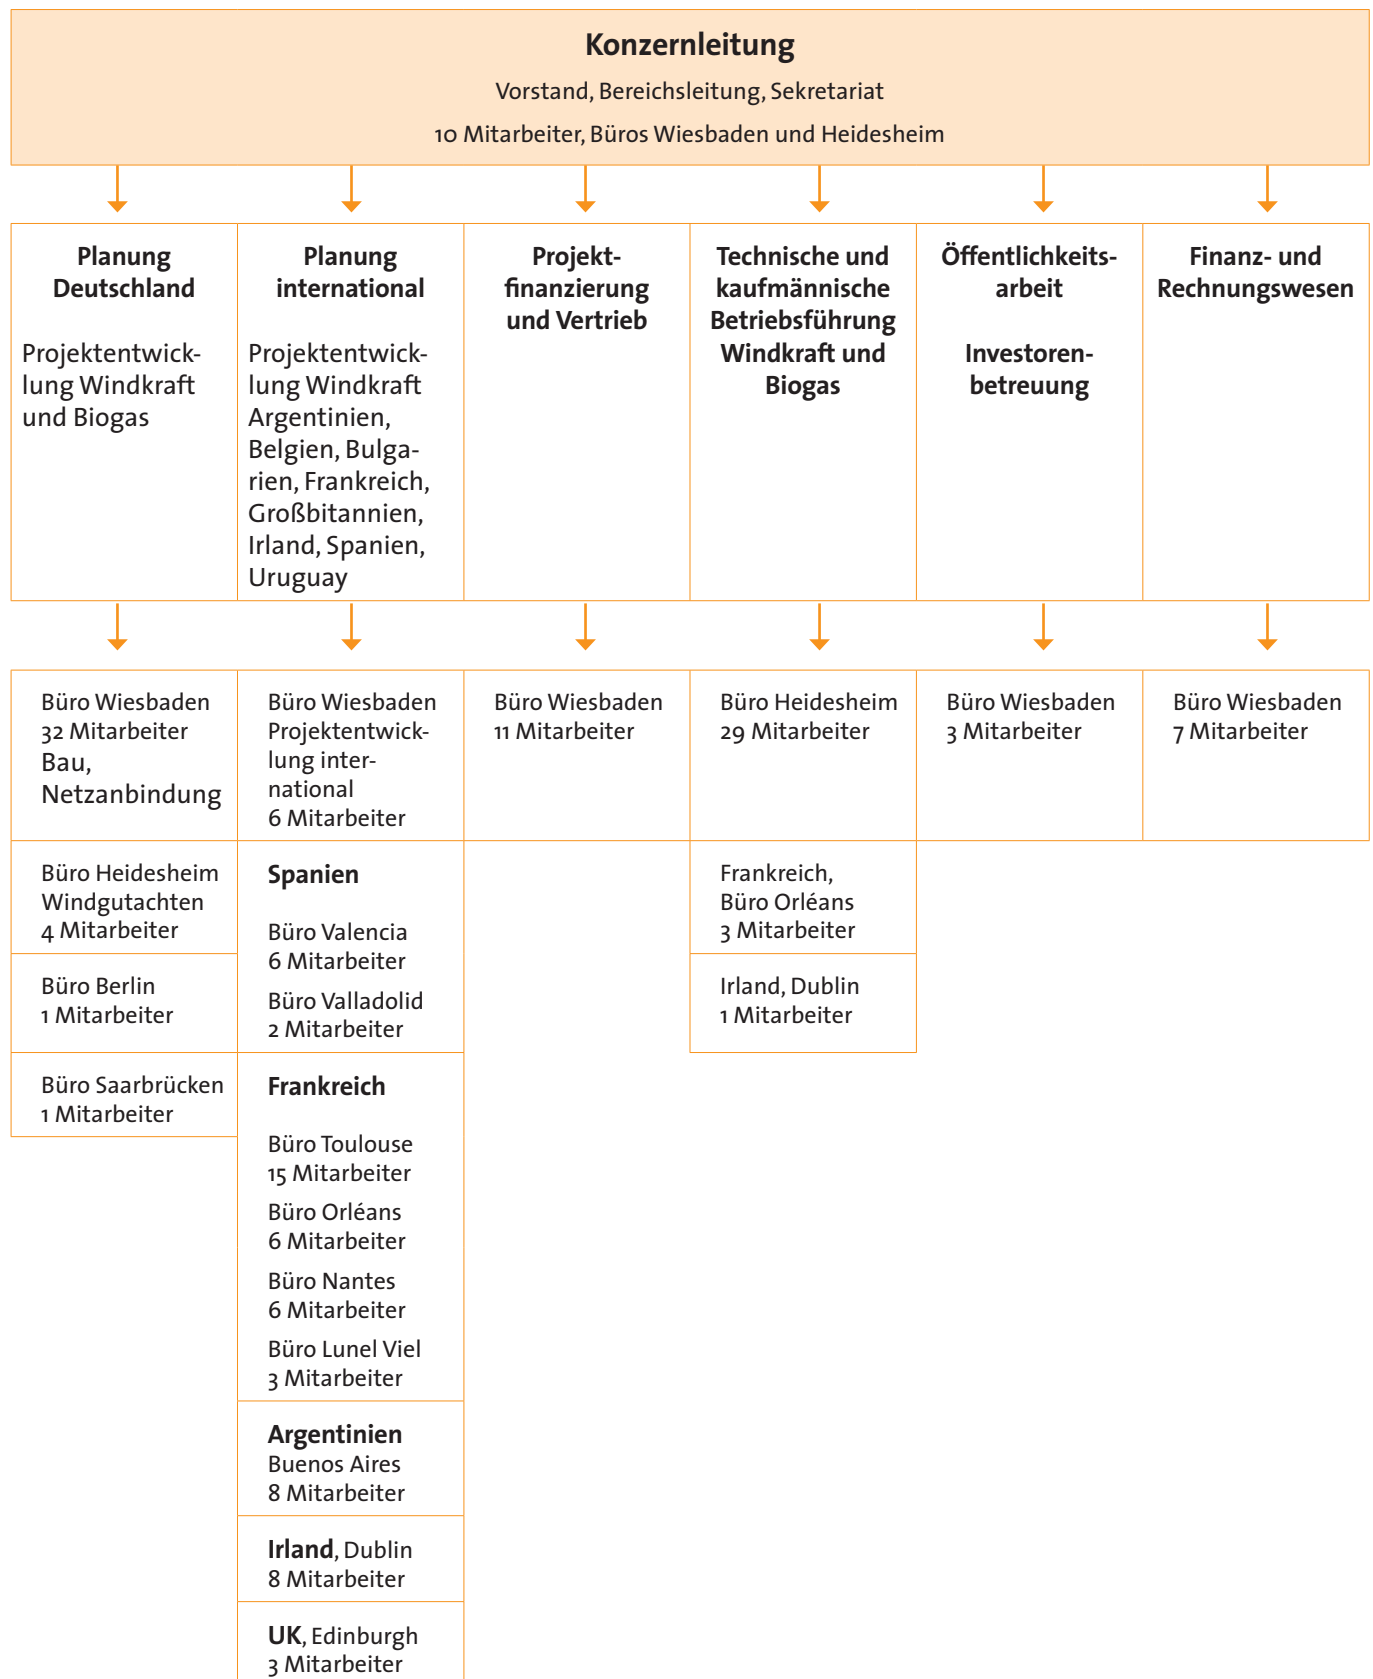 Konzernleitung
Vorstand, Bereichsleitung, Sekretariat
10 Mitarbeiter, Büros Wiesbaden und Heidesheim
Planung
Deutschland
Projektentwick-
lung Windkraft
und Biogas
Planung
international
Projektentwick-
lung Windkraft
Argentinien,
Belgien, Bulga-
rien, Frankreich,
Großbitannien,
Irland, Spanien,
Uruguay
Projekt-
finanzierung
und Vertrieb
Technische und
kaufmännische
Betriebsführung
Windkraft und
Biogas
Öffentlichkeits-
arbeit
Investoren-
betreuung
Finanz- und
Rechnungswesen
Büro Wiesbaden
32 Mitarbeiter
Bau,
Netzanbindung
Büro Heidesheim
Windgutachten
4 Mitarbeiter
Büro Berlin
1 Mitarbeiter
Büro Saarbrücken
1 Mitarbeiter
Büro Wiesbaden
Projektentwick-
lung inter-
national
6 Mitarbeiter
Spanien
Büro Valencia
6 Mitarbeiter
Büro Valladolid
2 Mitarbeiter
Frankreich
Büro Toulouse
15 Mitarbeiter
Büro Orléans
6 Mitarbeiter
Büro Nantes
6 Mitarbeiter
Büro Lunel Viel
3 Mitarbeiter
Argentinien
Buenos Aires
8 Mitarbeiter
Irland, Dublin
8 Mitarbeiter
UK, Edinburgh
3 Mitarbeiter
Büro Wiesbaden
11 Mitarbeiter
Büro Heidesheim
29 Mitarbeiter
Frankreich,
Büro Orléans
3 Mitarbeiter
Irland, Dublin
1 Mitarbeiter
Büro Wiesbaden
3 Mitarbeiter
Büro Wiesbaden
7 Mitarbeiter